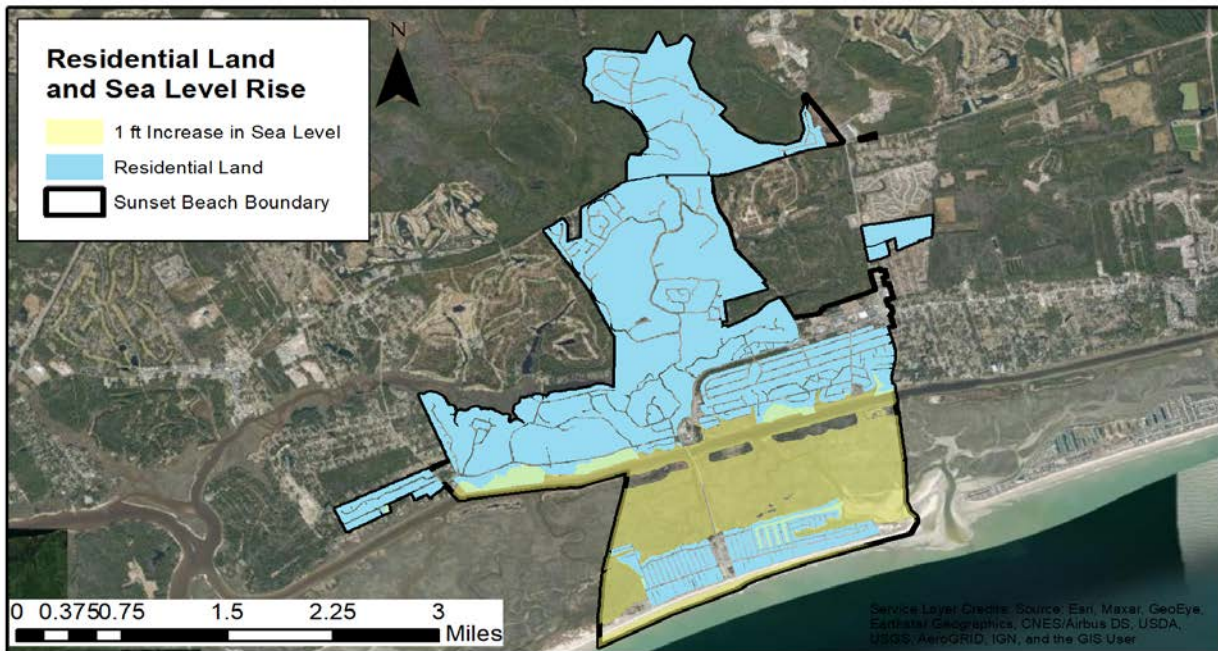 Residential Land
and Sea Level Rise
1 ft Increase in Sea Level
Residential Land
Sunset Beach Boundary
N
0 0.375 0.75 1.5 2.25 3
Miles
Service Layer Credits: Source: Esri, Maxar, GeoEye,
Earthstar Geographics, CNES/Airbus DS, USDA,
USGS, AeroGRID, IGN, and the GIS User